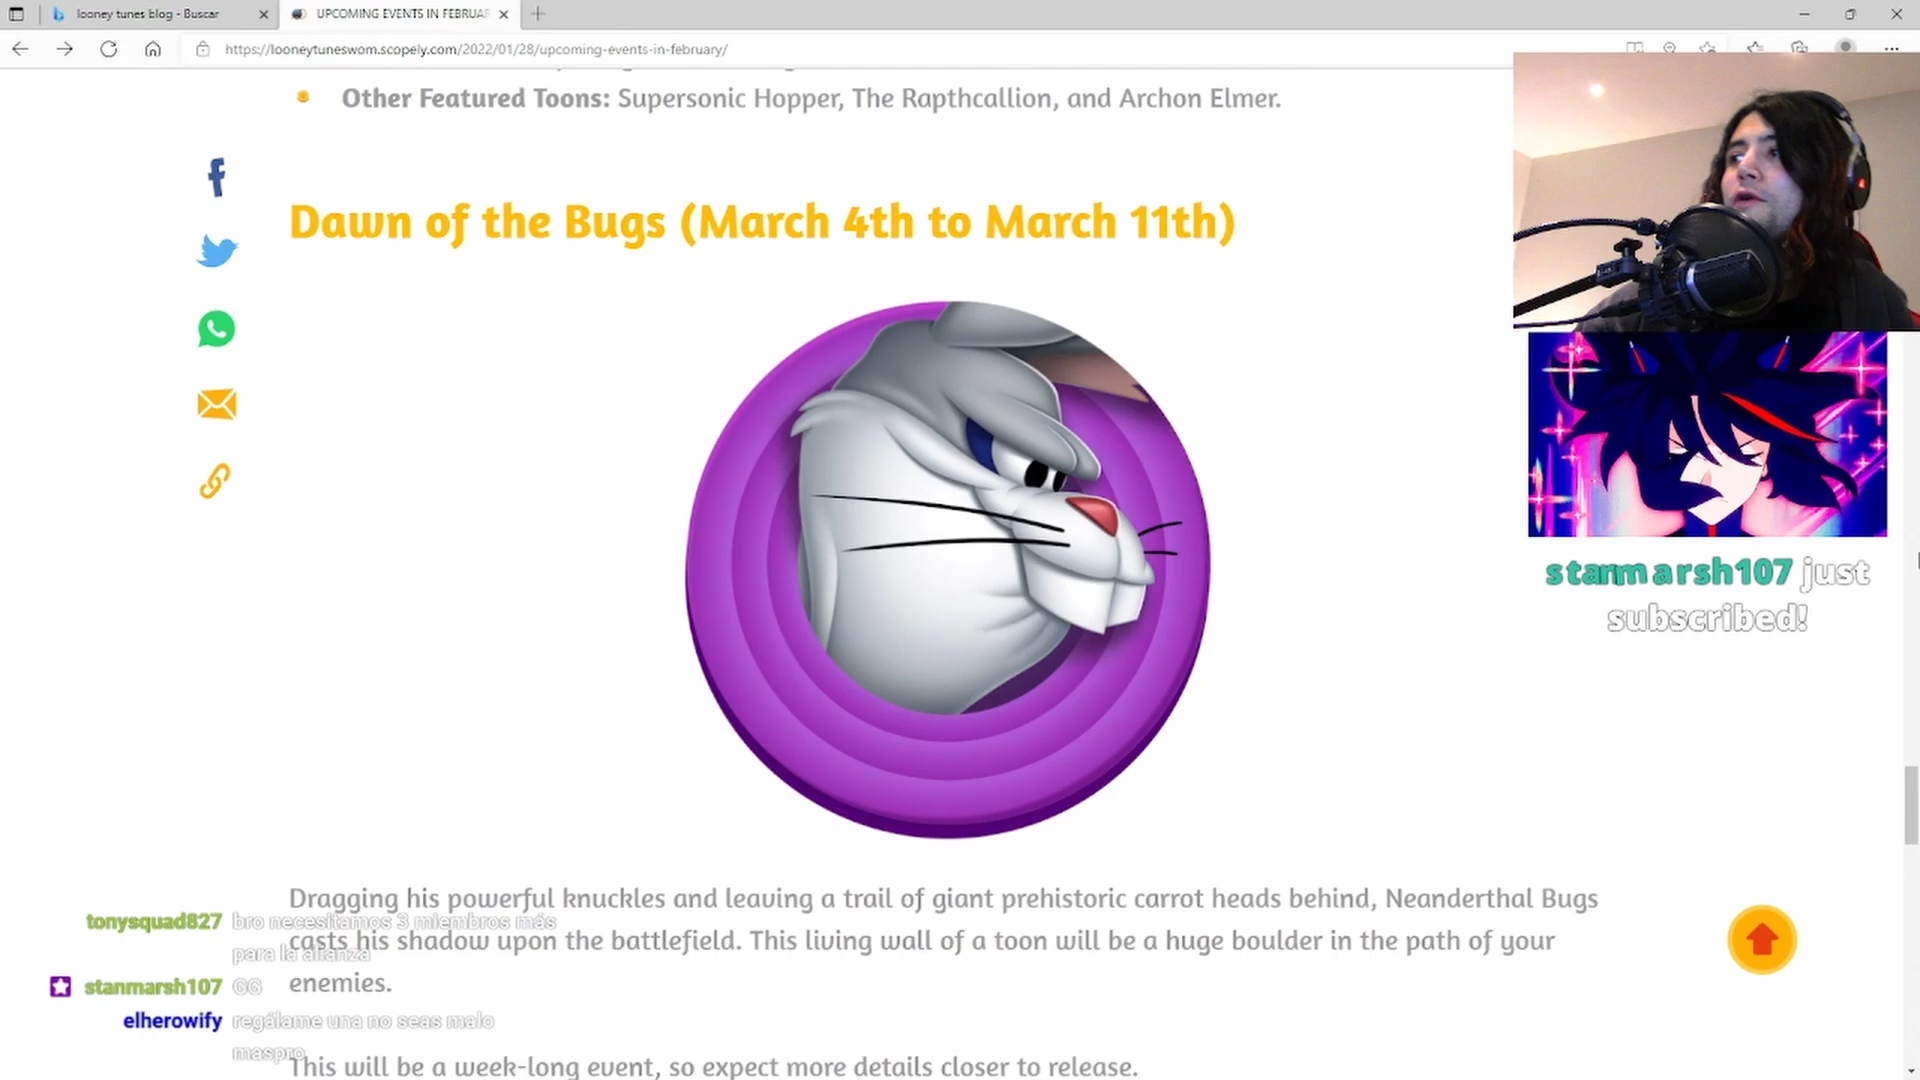 looney tunes blog - Buscar
UPCOMING EVENTS IN FEBRUAR
https://looneytuneswom.scopely.com/2022/01/28/upcoming-events-in-february/
Other Featured Toons: Supersonic Hopper, The Rapthcallion, and Archon Elmer.
Dawn of the Bugs (March 4th to March 11th)
stanmarsh107 just
subscribed!
Dragging his powerful knuckles and leaving a trail of giant prehistoric carrot heads behind, Neanderthal Bugs
casts his shadow upon the battlefield. This living wall of a toon will be a huge boulder in the path of your
enemies.
This will be a week-long event, so expect more details closer to release.
tonysquad827 bro necesitamos 3 miembros más
para la alianza
stanmarsh107 GG
elherowify regálame una no seas malo
maspro